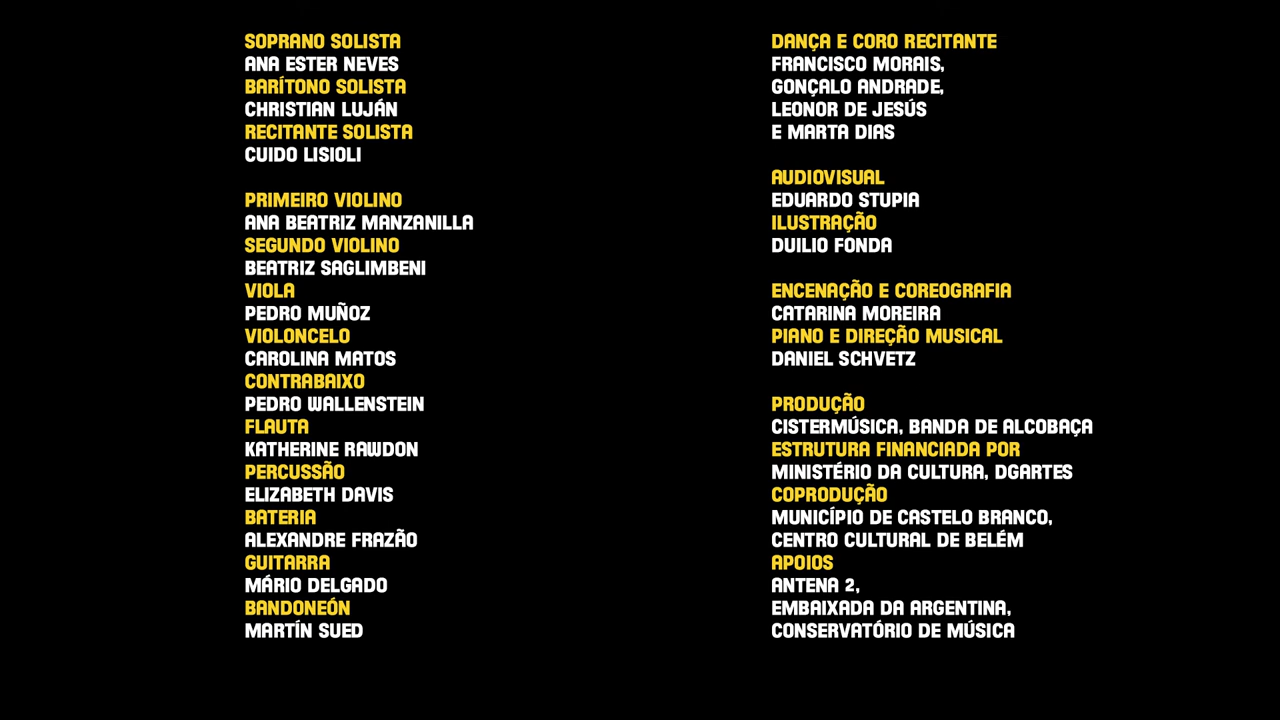 SOPRANO SOLISTA
ANA ESTER NEVES
BARÍTONO SOLISTA
CHRISTIAN LUJÁN
RECITANTE SOLISTA
CUIDO LISIOLI
PRIMEIRO VIOLINO
ANA BEATRIZ MANZANILLA
SEGUNDO VIOLINO
BEATRIZ SAGLIMBENI
VIOLA
PEDRO MUÑOZ
VIOLONCELO
CAROLINA MATOS
CONTRABAIXO
PEDRO WALLENSTEIN
FLAUTA
KATHERINE RAWDON
PERCUSSÃO
ELIZABETH DAVIS
BATERIA
ALEXANDRE FRAZÃO
GUITARRA
MÁRIO DELGADO
BANDONEÓN
MARTÍN SUED
DANÇA E CORO RECITANTE
FRANCISCO MORAIS,
GONÇALO ANDRADE,
LEONOR DE JESÚS
E MARTA DIAS
AUDIOVISUAL
EDUARDO STUPIA
ILUSTRAÇÃO
DUILIO FONDA
ENCENAÇÃO E COREOGRAFIA
CATARINA MOREIRA
PIANO E DIREÇÃO MUSICAL
DANIEL SCHVETZ
PRODUÇÃO
CISTERMÚSICA, BANDA DE ALCOBAÇA
ESTRUTURA FINANCIADA POR
MINISTÉRIO DA CULTURA, DGARTES
COPRODUÇÃO
MUNICÍPIO DE CASTELO BRANCO,
CENTRO CULTURAL DE BELÉM
APOIOS
ANTENA 2,
EMBAIXADA DA ARGENTINA,
CONSERVATÓRIO DE MÚSICA